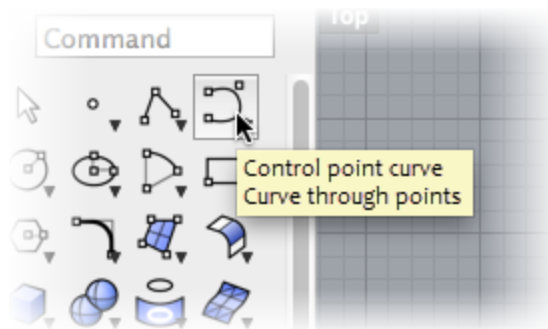 Top
Command
Control point curve
Curve through points